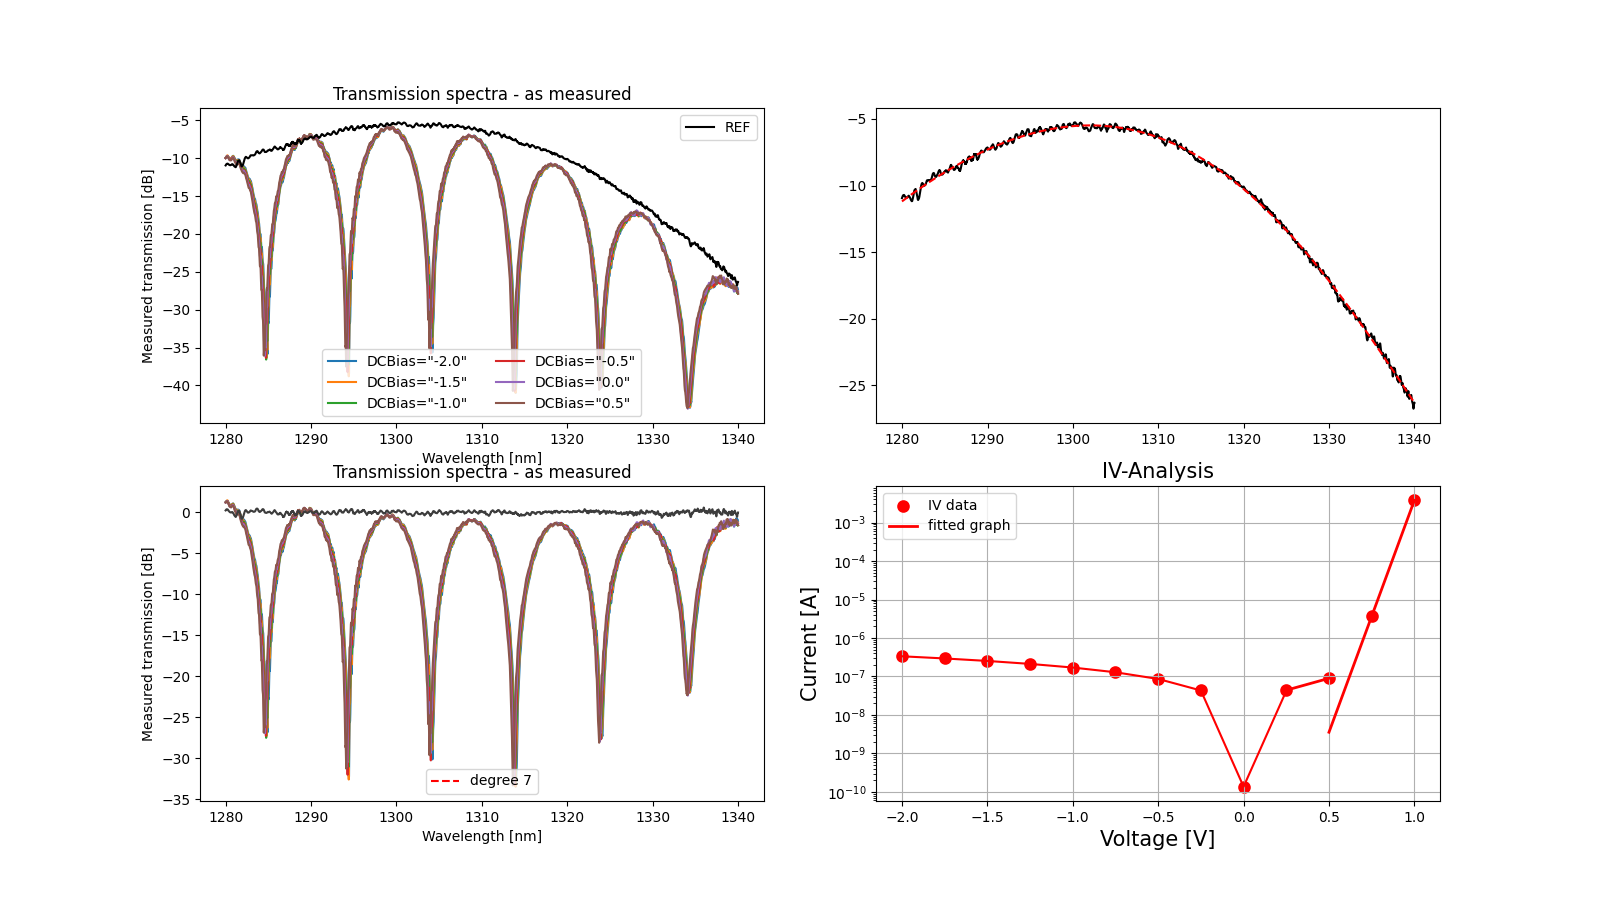 Transmission spectra - as measured
Measured transmission [dB]
−5
−10
−15
−20
−25
−30
−35
−40
REF
DCBias="-2.0"
DCBias="-1.5"
DCBias="-1.0"
DCBias="-0.5"
DCBias="0.0"
DCBias="0.5"
1280 1290 1300 1310 1320 1330 1340
Wavelength [nm]
−5
−10
−15
−20
−25
1280 1290 1300 1310 1320 1330 1340
Transmission spectra - as measured
Measured transmission [dB]
0
−5
−10
−15
−20
−25
−30
−35
degree 7
1280 1290 1300 1310 1320 1330 1340
Wavelength [nm]
IV-Analysis
Current [A]
IV data
fitted graph
10⁻³
10⁻⁴
10⁻⁵
10⁻⁶
10⁻⁷
10⁻⁸
10⁻⁹
10⁻¹⁰
−2.0 −1.5 −1.0 −0.5 0.0 0.5 1.0
Voltage [V]